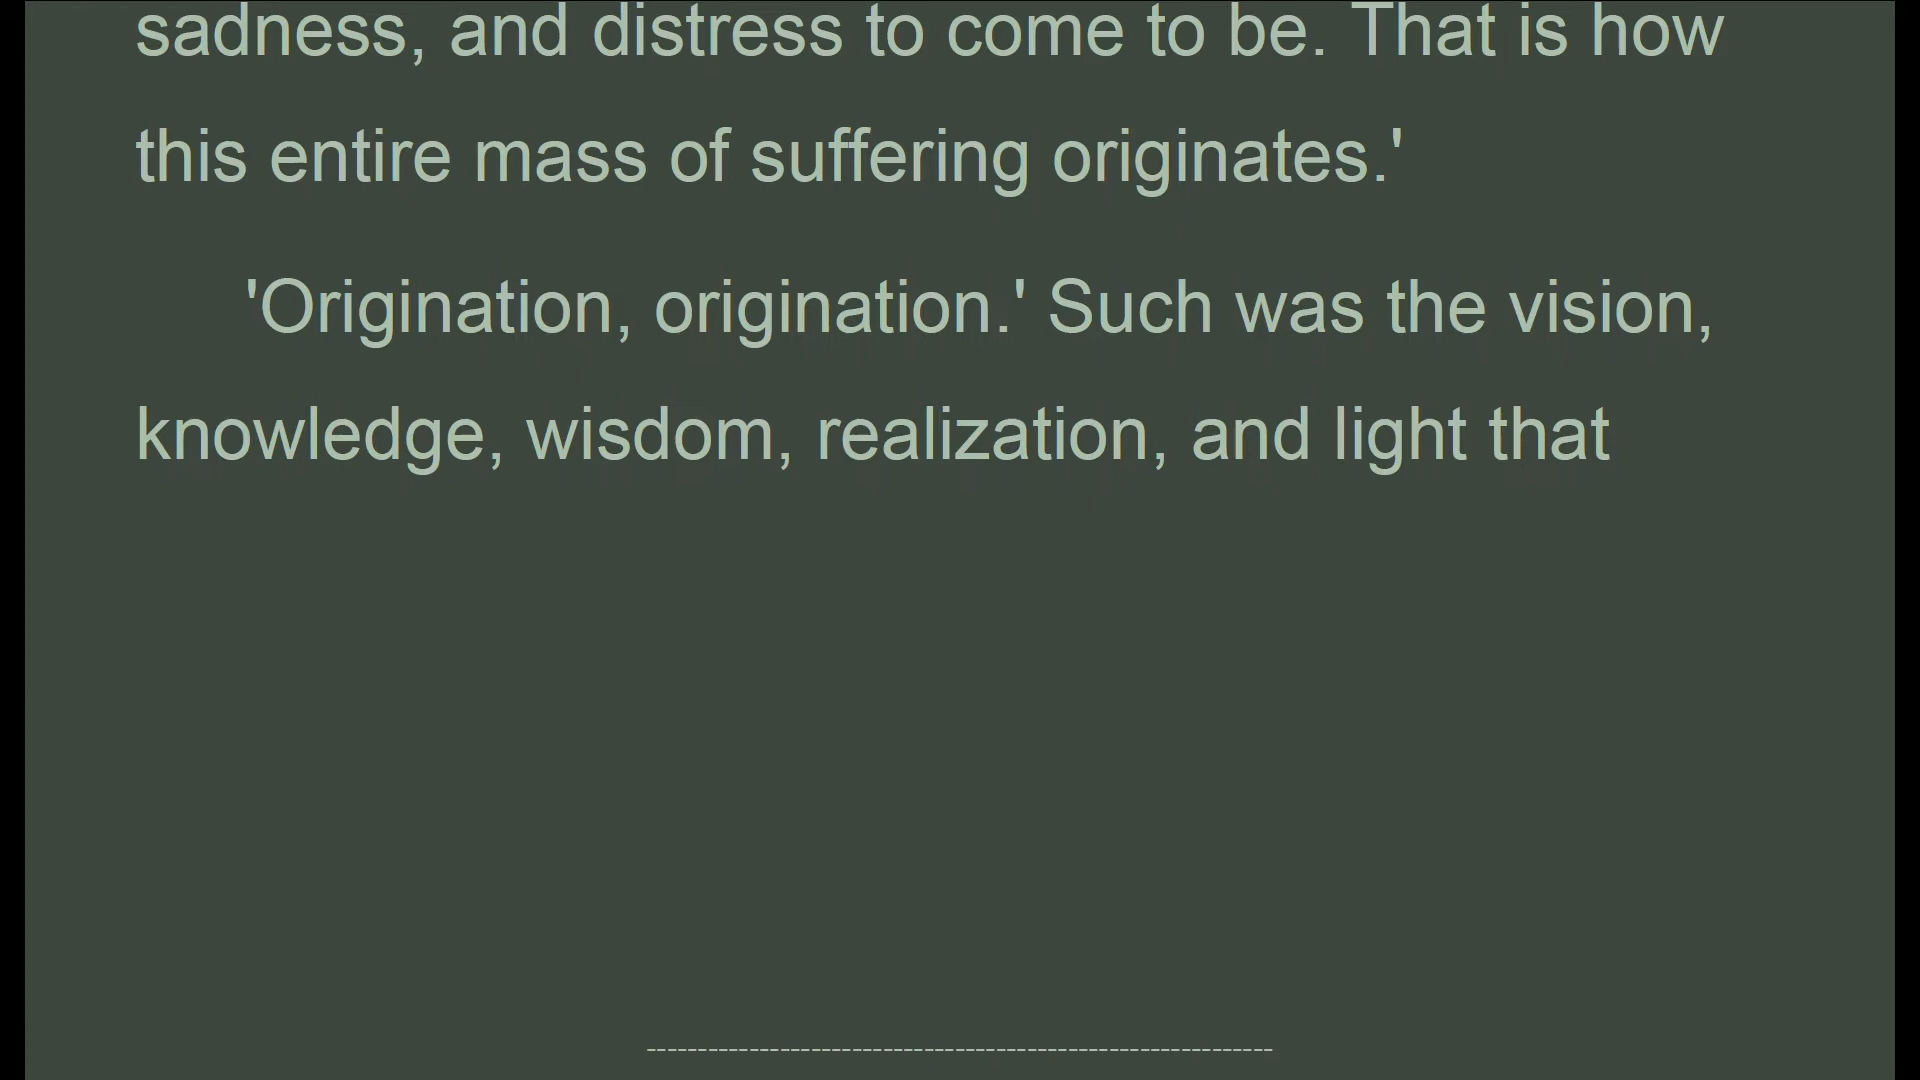 sadness, and distress to come to be. That is how
this entire mass of suffering originates.'
'Origination, origination.' Such was the vision,
knowledge, wisdom, realization, and light that
-------------------------------------------------------------